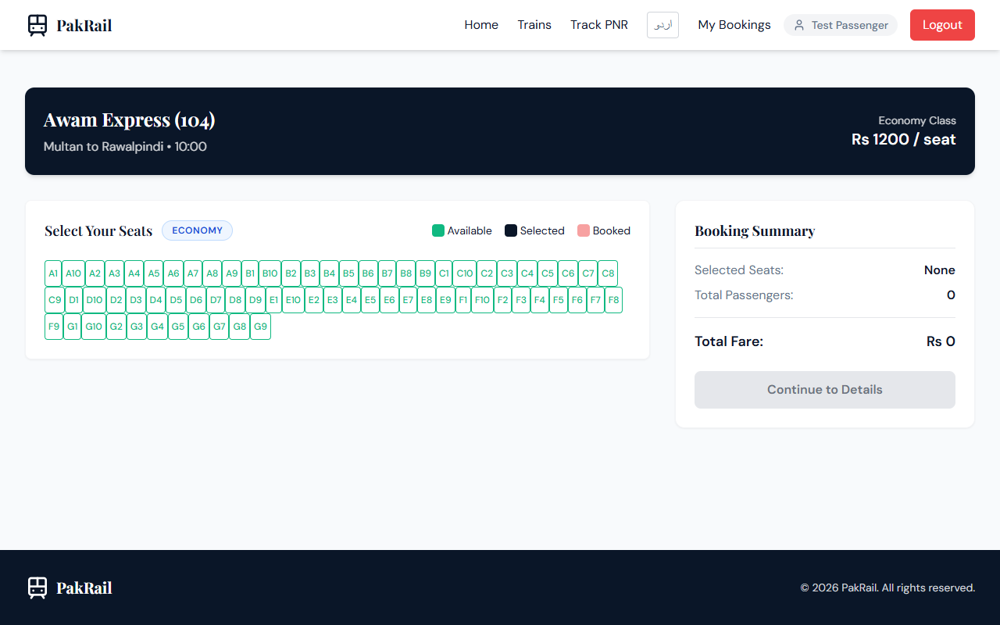 PakRail
Home Trains Track PNR اردو My Bookings Test Passenger Logout
Awam Express (104)
Multan to Rawalpindi • 10:00
Economy Class
Rs 1200 / seat
Select Your Seats ECONOMY Available Selected Booked
A1 A10 A2 A3 A4 A5 A6 A7 A8 A9 B1 B10 B2 B3 B4 B5 B6 B7 B8 B9 C1 C10 C2 C3 C4 C5 C6 C7 C8
C9 D1 D10 D2 D3 D4 D5 D6 D7 D8 D9 E1 E10 E2 E3 E4 E5 E6 E7 E8 E9 F1 F10 F2 F3 F4 F5 F6 F7 F8
F9 G1 G10 G2 G3 G4 G5 G6 G7 G8 G9
Booking Summary
Selected Seats: None
Total Passengers: 0
Total Fare: Rs 0
Continue to Details
PakRail
© 2026 PakRail. All rights reserved.